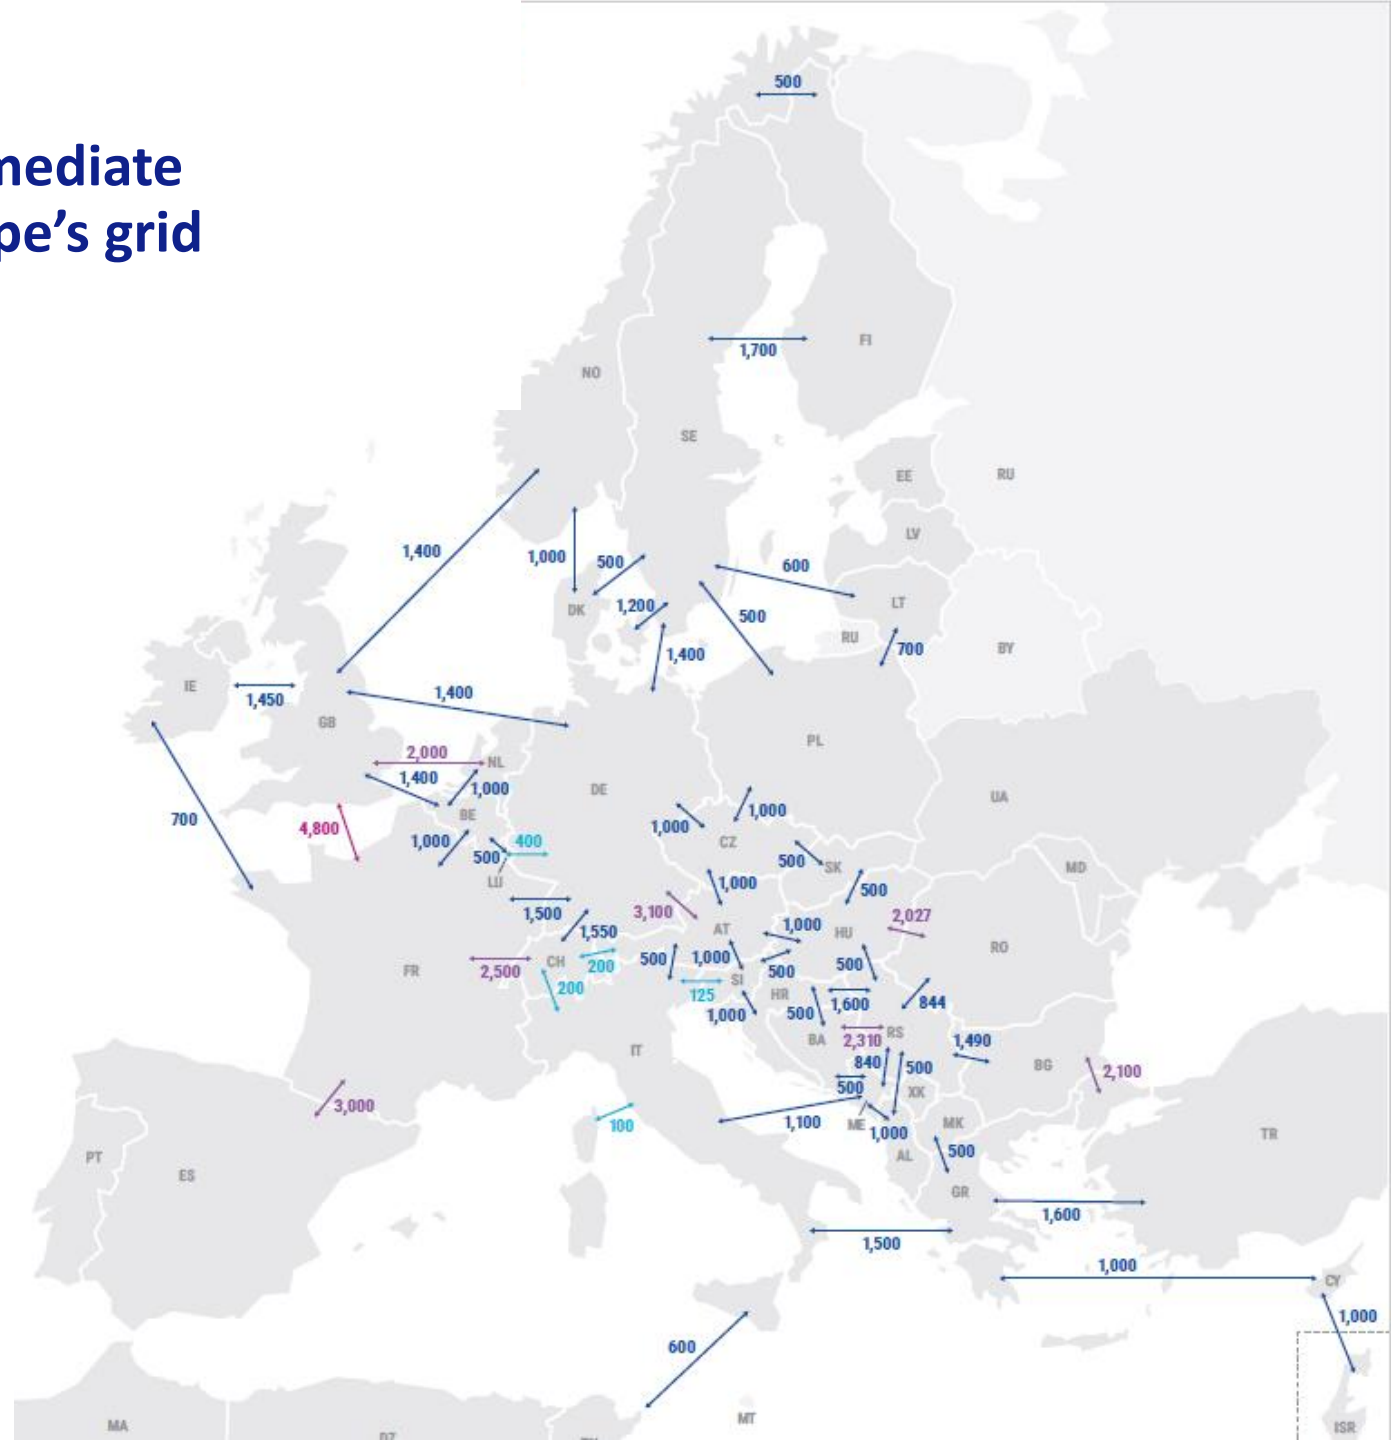 mediate
pe's grid
500
1,700
FI
NO
SE
EE
RU
LV
1,400
1,000
500
600
DK
1,200
500
LT
RU
700
BY
1,400
IE
1,450
1,400
GB
2,000
NL
PL
1,400
1,000
DE
UA
700
4,800
BE
1,000
1,000
1,000
400
500
CZ
500
SK
MD
LU
1,000
500
1,500
3,100
2,027
1,550
AT
1,000
HU
RO
FR
2,500
CH
200
500
1,000
500
500
200
125
SI
HR
1,600
844
1,000
500
BA
2,310
RS
1,490
IT
840
500
BG
2,100
500
XK
3,000
100
1,100
ME
1,000
MK
TR
PT
ES
AL
500
GR
1,600
1,500
1,000
CY
1,000
600
MA
MT
ISR